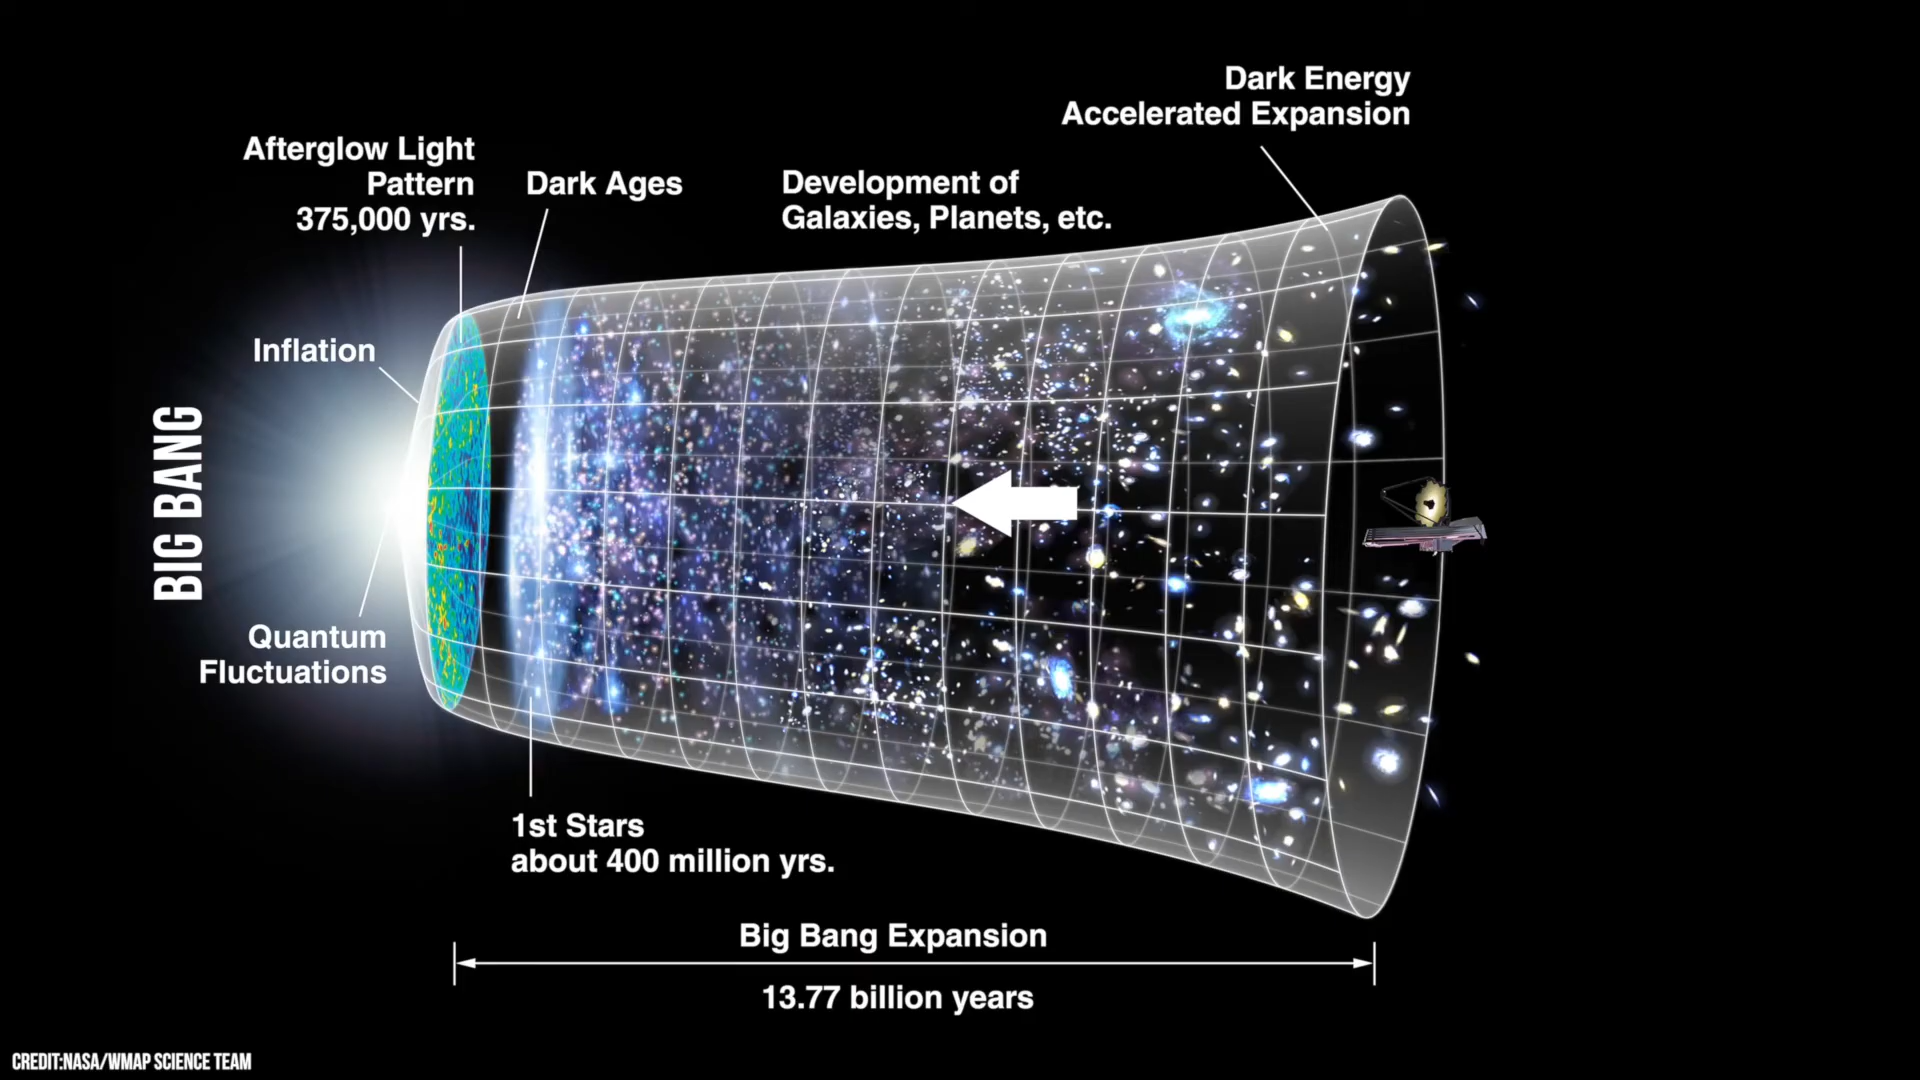 Dark Energy
Accelerated Expansion
Afterglow Light
Pattern
375,000 yrs.
Dark Ages
Development of
Galaxies, Planets, etc.
Inflation
BIG BANG
Quantum
Fluctuations
1st Stars
about 400 million yrs.
Big Bang Expansion
13.77 billion years
CREDIT:NASA/WMAP SCIENCE TEAM